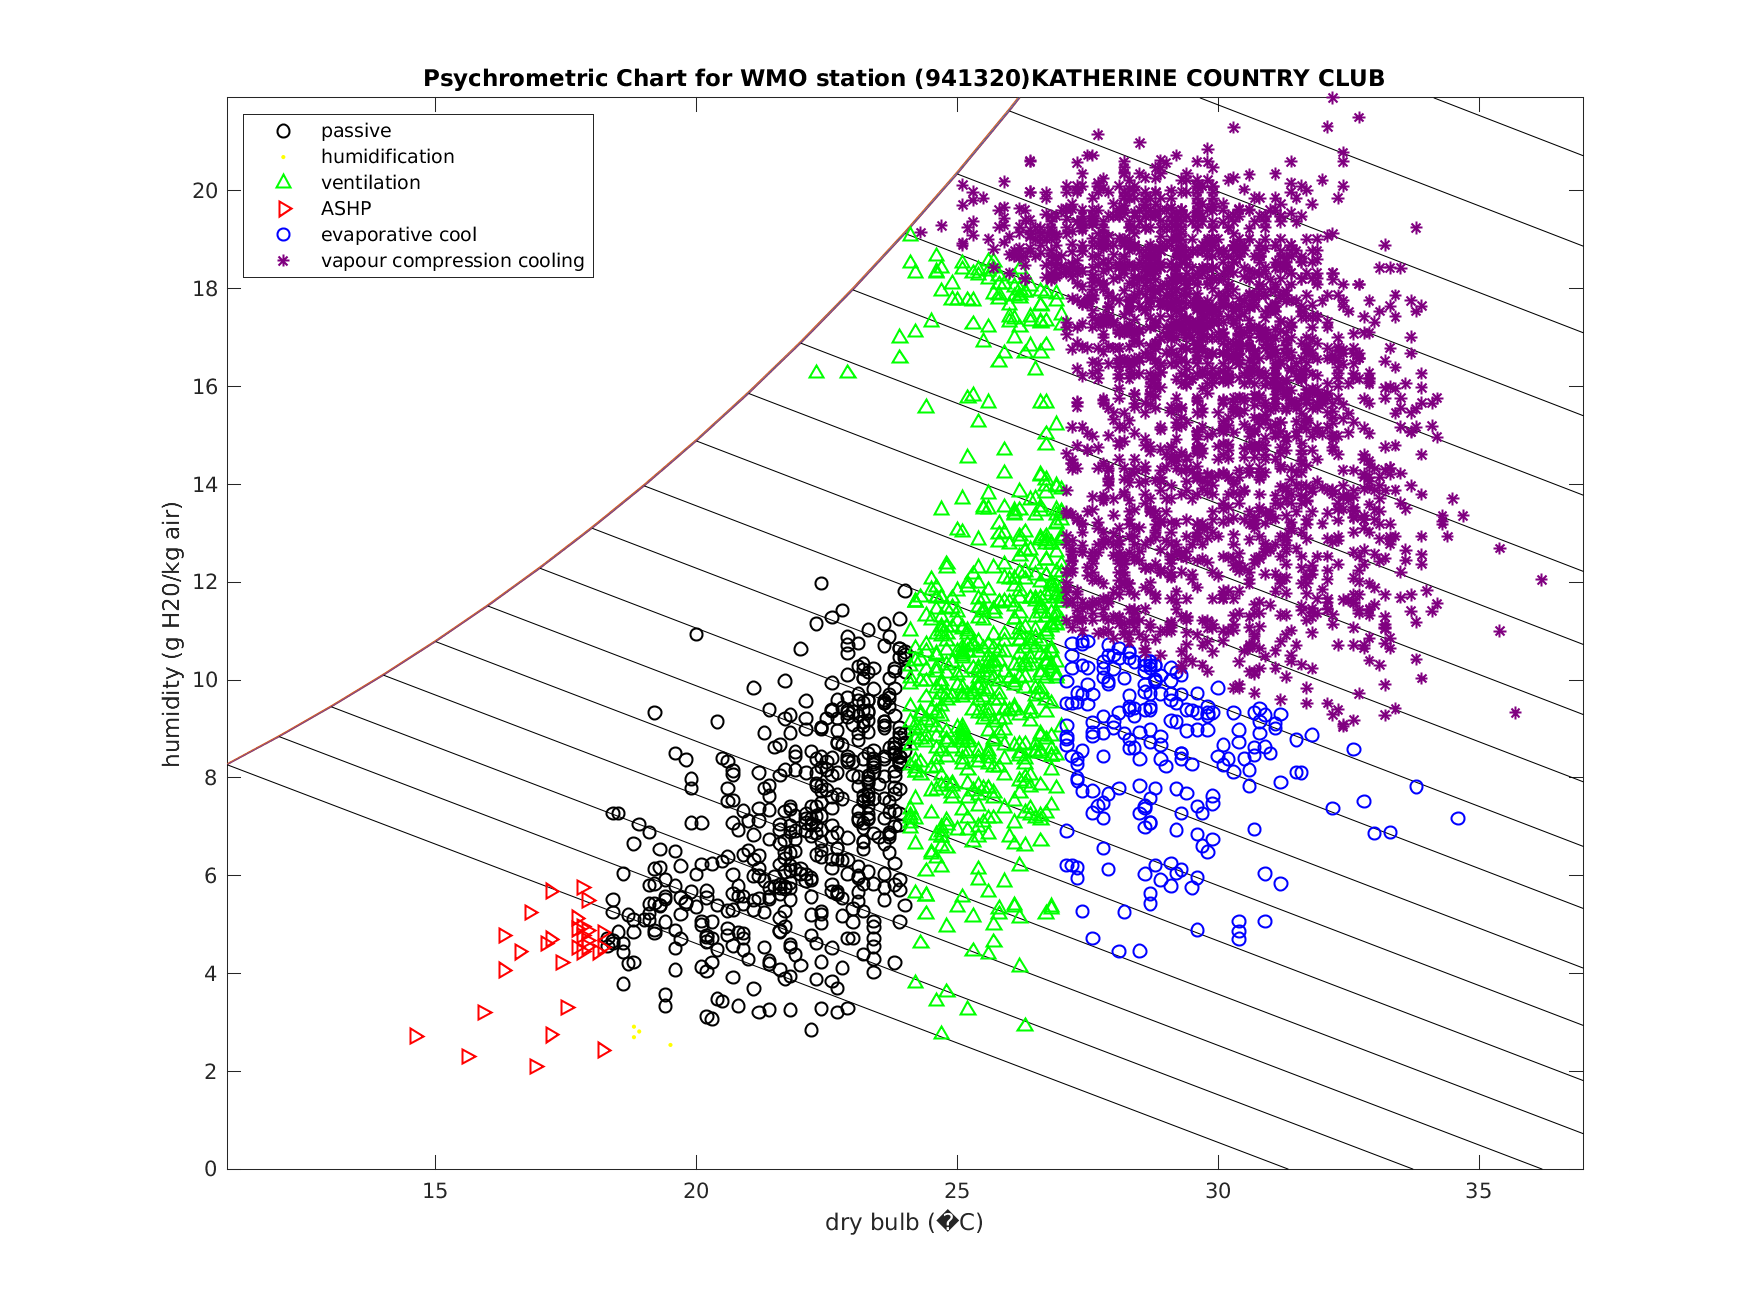 Psychrometric Chart for WMO station (941320)KATHERINE COUNTRY CLUB
passive
humidification
ventilation
ASHP
evaporative cool
vapour compression cooling
humidity (g H20/kg air)
20
18
16
14
12
10
8
6
4
2
0
15
20
25
30
35
dry bulb (�C)